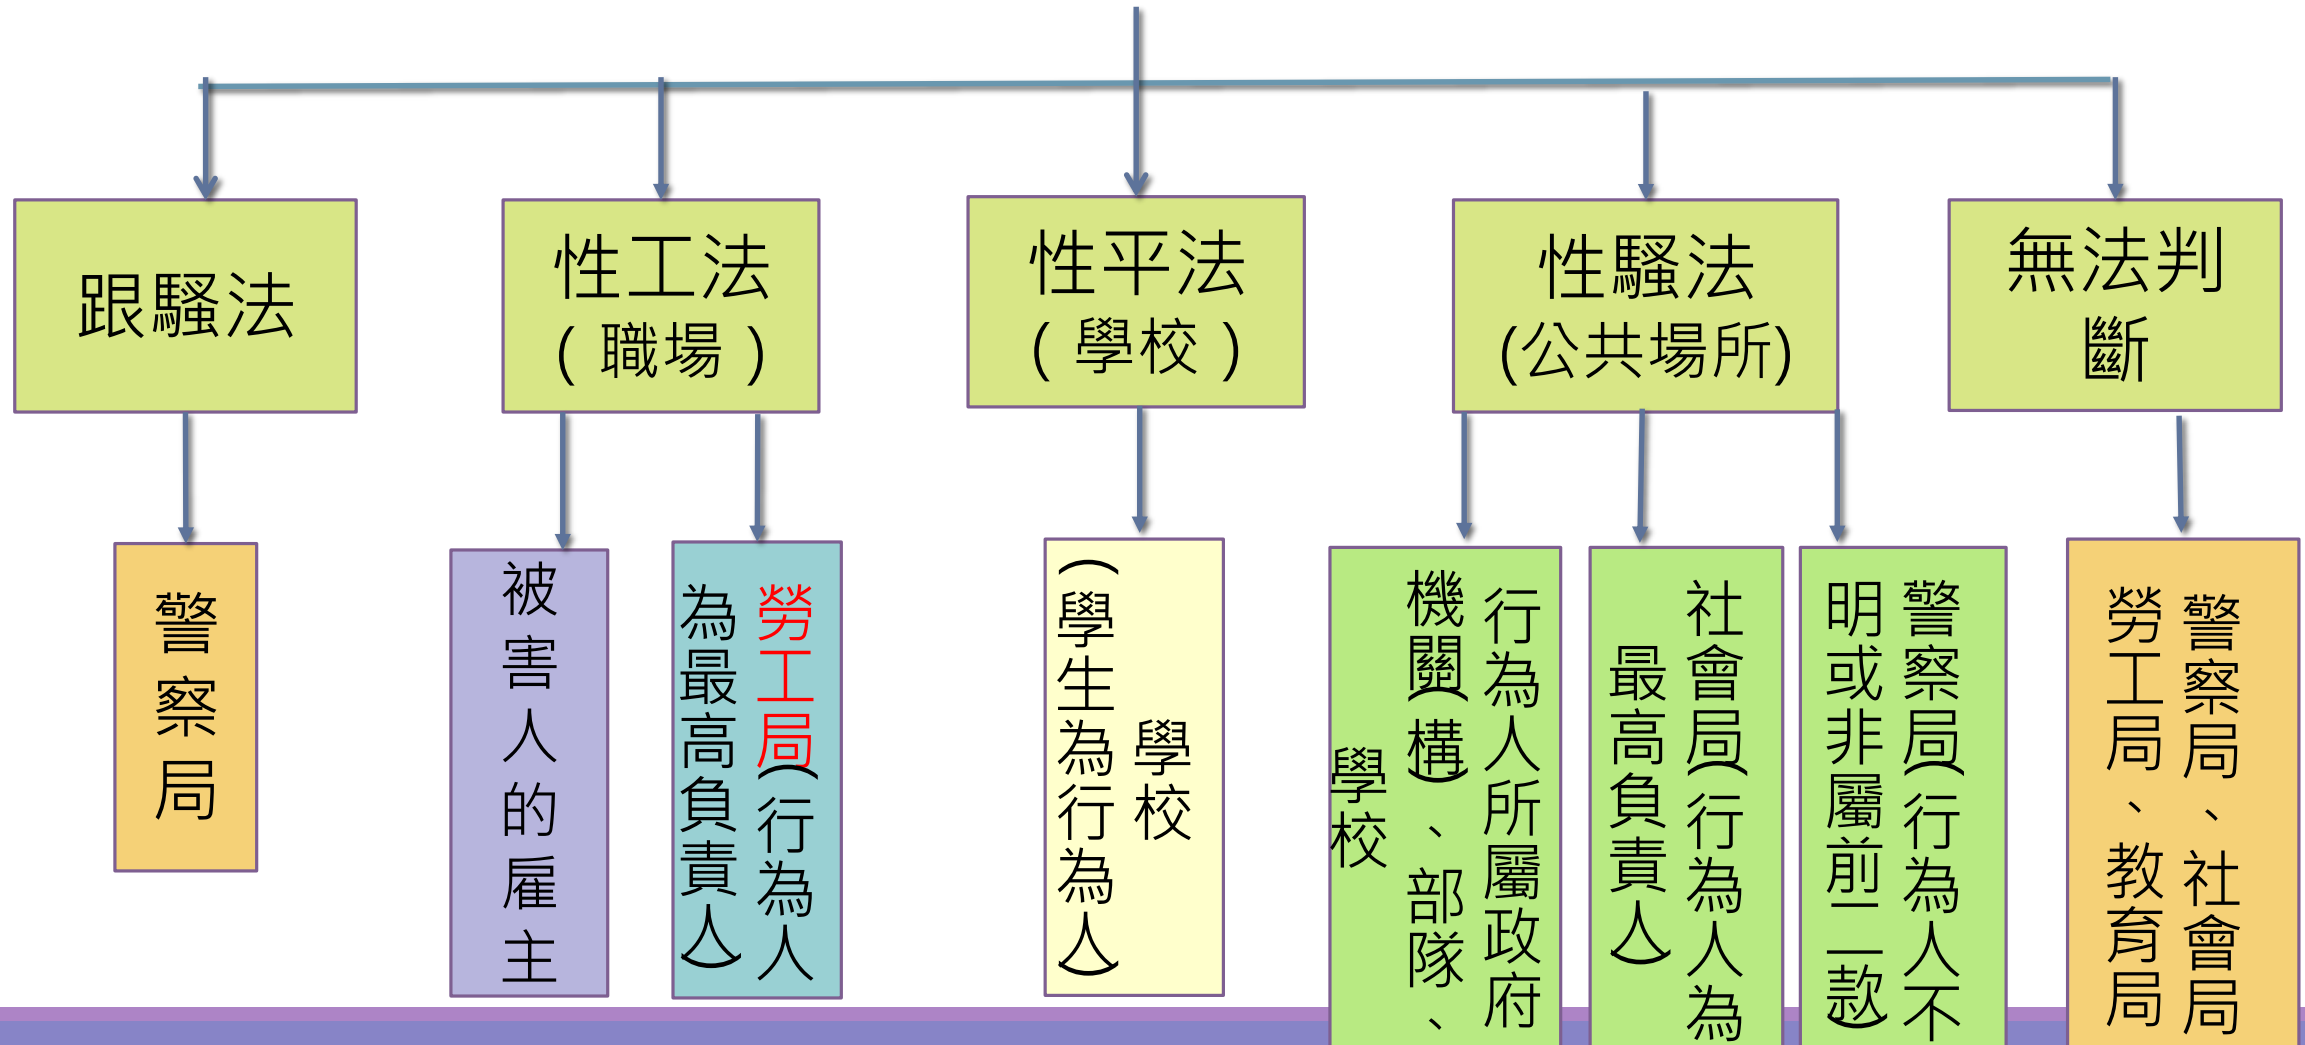 跟騷法
性工法
( 職場 )
性平法
( 學校 )
性騷法
(公共場所)
無法判
斷
警察局
被害人的雇主
勞工局(行為人
為最高負責人)
學校
(學生為行為人)
行為人所屬政府
機關(構)、部隊、
學校
社會局(行為人為
最高負責人)
警察局(行為人不
明或非屬前二款)
警察局、社會局
勞工局、教育局